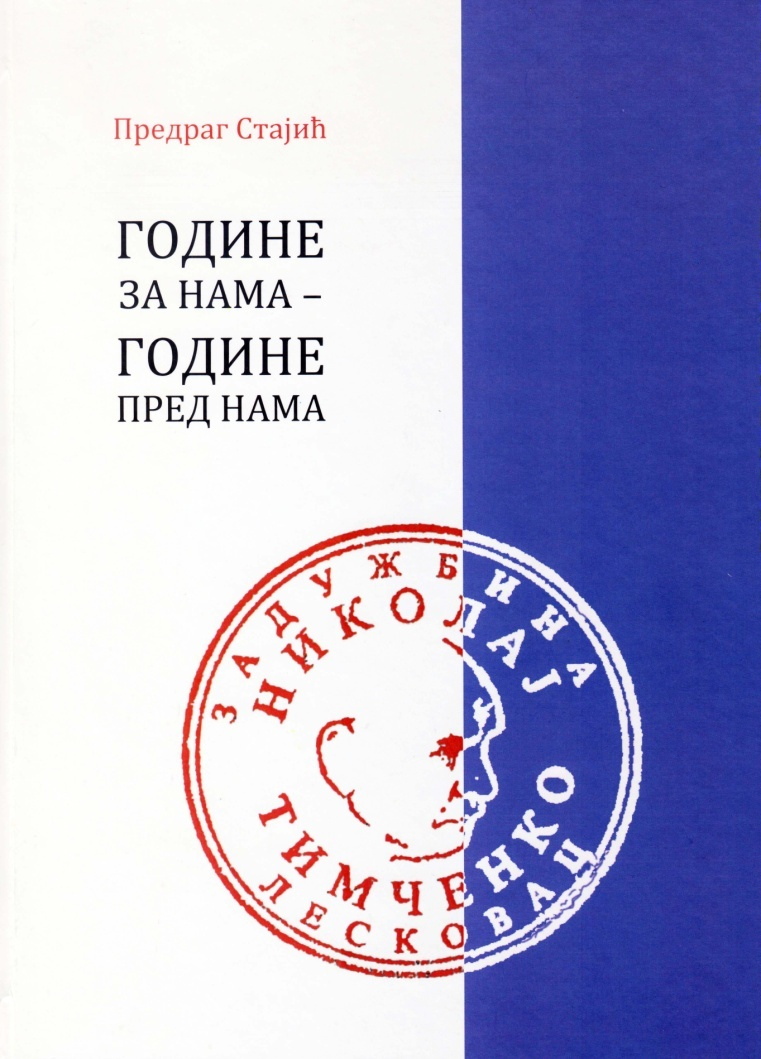 Предраг Стајић
ГОДИНЕ
ЗА НАМА –
ГОДИНЕ
ПРЕД НАМА
ЗАДУЖБИНА
НИКОЛАЈ
ТИМЧЕНКО
ЛЕСКОВАЦ